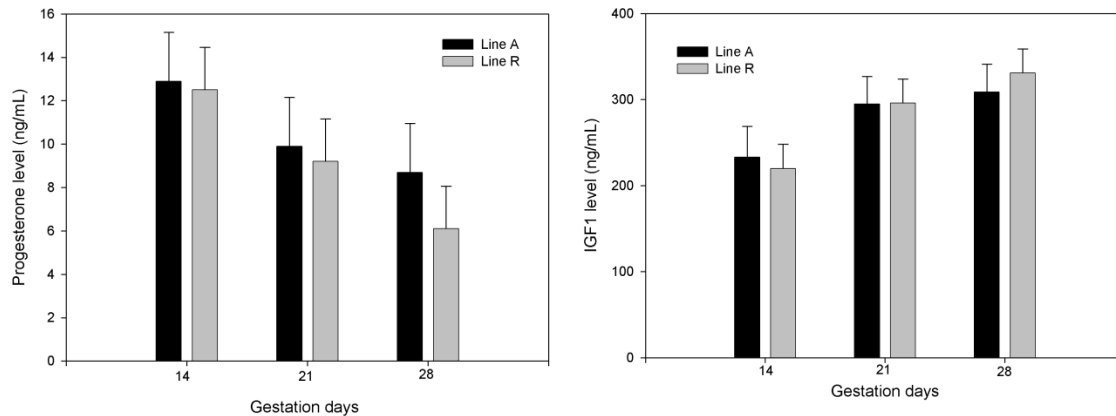 Progesterone level (ng/mL)
16
14
12
10
8
6
4
2
0
Line A
Line R
14
21
28
Gestation days
IGF1 level (ng/mL)
400
300
200
100
0
Line A
Line R
14
21
28
Gestation days